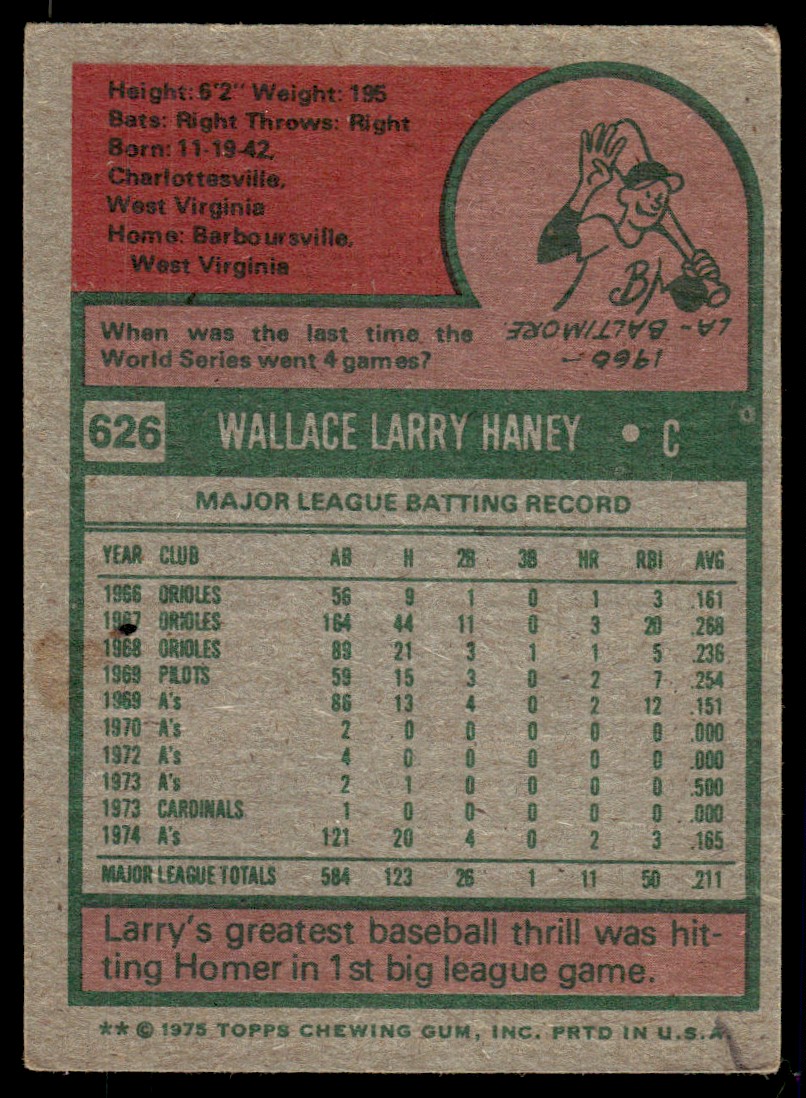 Height: 6'2" Weight: 195
Bats: Right Throws: Right
Born: 11-19-42,
Charlottesville,
West Virginia
Home: Barboursville,
West Virginia
B
1966 -
LA - BALTIMORE
When was the last time the
World Series went 4 games?
626 WALLACE LARRY HANEY • C
MAJOR LEAGUE BATTING RECORD
YEAR CLUB AB H 2B 3B HR RBI AVG
1966 ORIOLES 56 9 1 0 1 3 .161
1967 ORIOLES 164 44 11 0 3 20 .268
1968 ORIOLES 89 21 3 1 1 5 .236
1969 PILOTS 59 15 3 0 2 7 .254
1969 A's 86 13 4 0 2 12 .151
1970 A's 2 0 0 0 0 0 .000
1972 A's 4 0 0 0 0 0 .000
1973 A's 2 1 0 0 0 0 .500
1973 CARDINALS 1 0 0 0 0 0 .000
1974 A's 121 20 4 0 2 3 .165
MAJOR LEAGUE TOTALS 584 123 26 1 11 50 .211
Larry's greatest baseball thrill was hit-
ting Homer in 1st big league game.
** © 1975 TOPPS CHEWING GUM, INC. PRTD IN U.S.A.